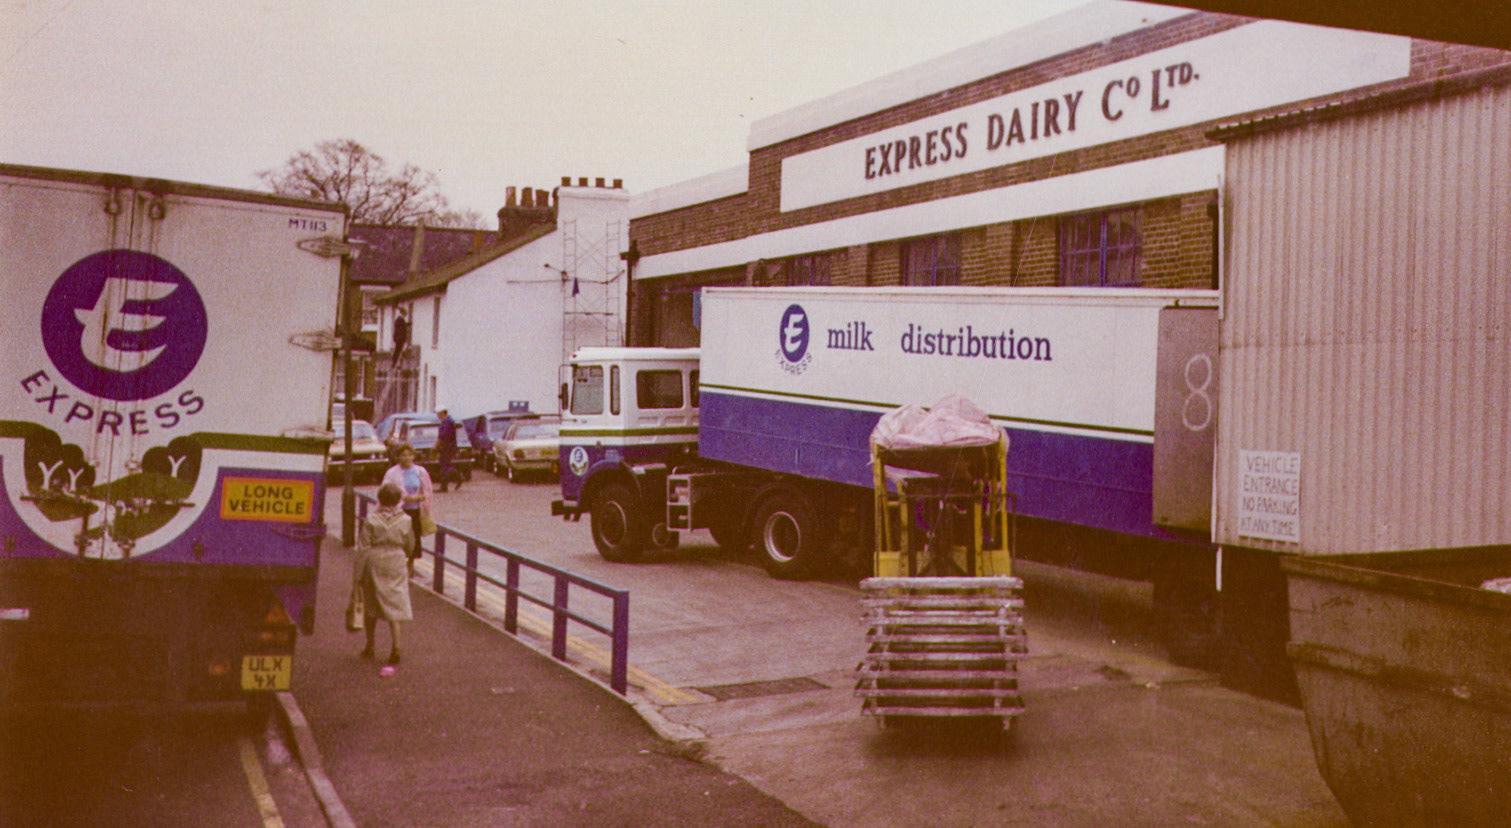 EXPRESS DAIRY Cº LTD.
MT113
E
EXPRESS
LONG
VEHICLE
ULX
4X
E
EXPRESS
milk distribution
8
VEHICLE
ENTRANCE
NO PARKING
AT ANY TIME